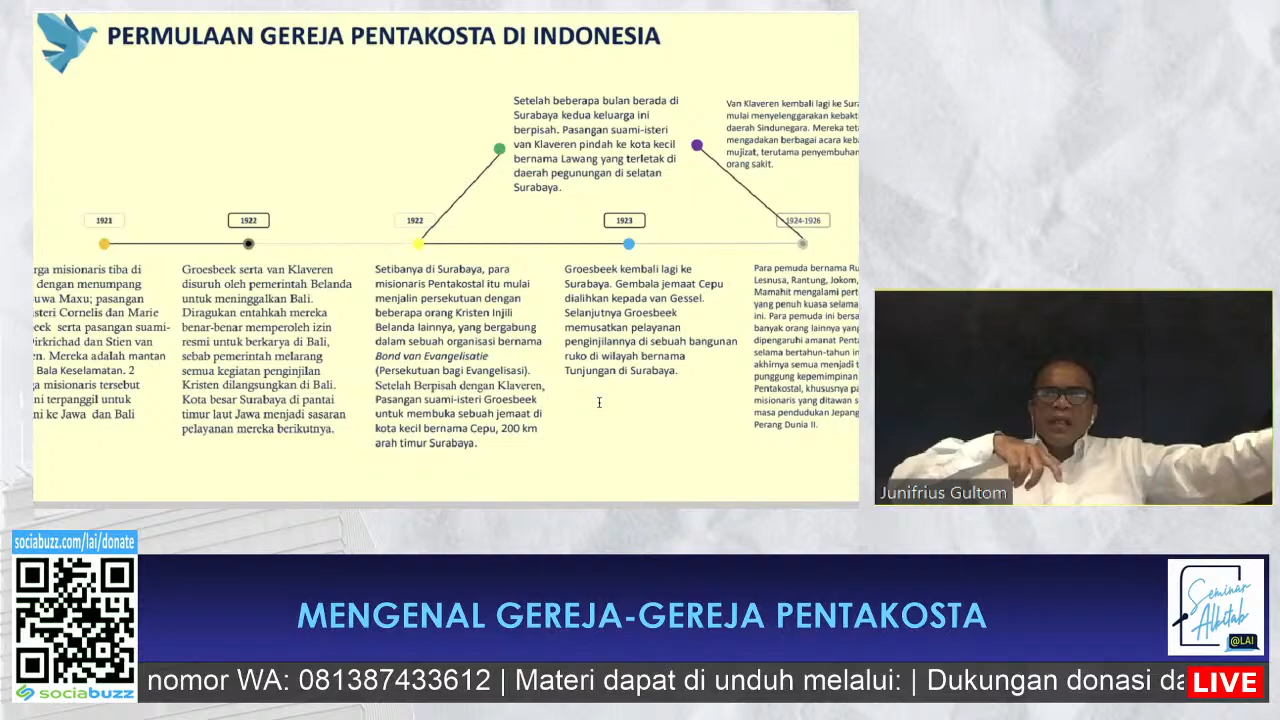 PERMULAAN GEREJA PENTAKOSTA DI INDONESIA
Setelah beberapa bulan berada di
Surabaya kedua keluarga ini
berpisah. Pasangan suami-isteri
van Klaveren pindah ke kota kecil
bernama Lawang yang terletak di
daerah pegunungan di selatan
Surabaya.
Van Klaveren kembali lagi ke Sura
mulai menyelenggarakan kebakt
daerah Sindunegara. Mereka teta
mengadakan berbagai acara keba
mujizat, terutama penyembuhan
orang sakit.
1921
1922
1922
1923
1924-1926
rga misionaris tiba di
dengan menumpang
uwa Maxu; pasangan
isteri Cornelis dan Marie
eek serta pasangan suami-
Dirkrichad dan Stien van
en. Mereka adalah mantan
Bala Keselamatan. 2
ga misionaris tersebut
ni terpanggil untuk
ni ke Jawa dan Bali
Groesbeek serta van Klaveren
disuruh oleh pemerintah Belanda
untuk meninggalkan Bali.
Diragukan entahkah mereka
benar-benar memperoleh izin
resmi untuk berkarya di Bali,
sebab pemerintah melarang
semua kegiatan penginjilan
Kristen dilangsungkan di Bali.
Kota besar Surabaya di pantai
timur laut Jawa menjadi sasaran
pelayanan mereka berikutnya.
Setibanya di Surabaya, para
misionaris Pentakostal itu mulai
menjalin persekutuan dengan
beberapa orang Kristen Injili
Belanda lainnya, yang bergabung
dalam sebuah organisasi bernama
Bond van Evangelisatie
(Persekutuan bagi Evangelisasi).
Setelah Berpisah dengan Klaveren,
Pasangan suami-isteri Groesbeek
untuk membuka sebuah jemaat di
kota kecil bernama Cepu, 200 km
arah timur Surabaya.
Groesbeek kembali lagi ke
Surabaya. Gembala jemaat Cepu
dialihkan kepada van Gessel.
Selanjutnya Groesbeek
memusatkan pelayanan
penginjilannya di sebuah bangunan
ruko di wilayah bernama
Tunjungan di Surabaya.
Para pemuda bernama Ru
Lesnusa, Rantung, Jokom,
Mamahit mengalami pert
yang penuh kuasa selama
ini. Para pemuda ini bersar
banyak orang lainnya yang
dipengaruhi amanat Penta
selama bertahun-tahun in
akhirnya semua menjadi t
punggung kepemimpinan
Pentakostal, khususnya pa
misionaris yang ditawan s
masa pendudukan Jepang
Perang Dunia II.
Junifrius Gultom
sociabuzz.com/lai/donate
sociabuzz
MENGENAL GEREJA-GEREJA PENTAKOSTA
Seminar
Alkitab
@LAI
nomor WA: 081387433612 | Materi dapat di unduh melalui: | Dukungan donasi da
LIVE